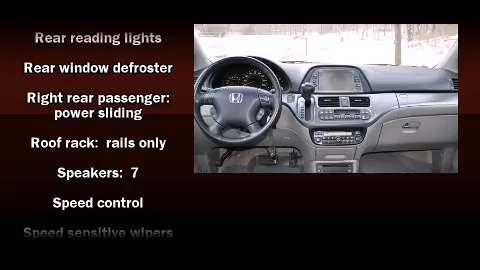 Rear reading lights
Rear window defroster
Right rear passenger:
power sliding
Roof rack:  rails only
Speakers:  7
Speed control
Speed sensitive wipers